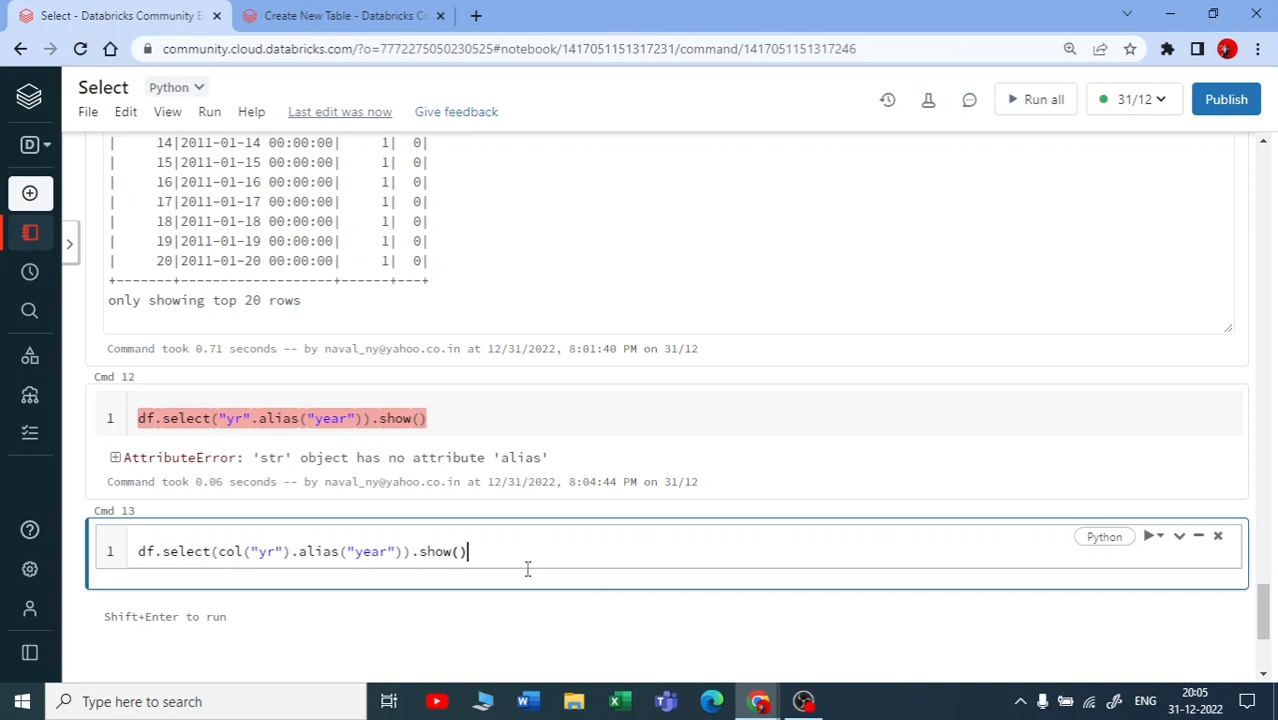 Select - Databricks Community E
Create New Table - Databricks Co
community.cloud.databricks.com/?o=7772275050230525#notebook/1417051151317231/command/1417051151317246
Select
Python
File Edit View Run Help Last edit was now Give feedback
Run all
31/12
Publish
D
| 14|2011-01-14 00:00:00| 1| 0|
| 15|2011-01-15 00:00:00| 1| 0|
| 16|2011-01-16 00:00:00| 1| 0|
| 17|2011-01-17 00:00:00| 1| 0|
| 18|2011-01-18 00:00:00| 1| 0|
| 19|2011-01-19 00:00:00| 1| 0|
| 20|2011-01-20 00:00:00| 1| 0|
+-------+-------------------+------+---+
only showing top 20 rows
Command took 0.71 seconds -- by naval_ny@yahoo.co.in at 12/31/2022, 8:01:40 PM on 31/12
Cmd 12
1 df.select("yr".alias("year")).show()
AttributeError: 'str' object has no attribute 'alias'
Command took 0.06 seconds -- by naval_ny@yahoo.co.in at 12/31/2022, 8:04:44 PM on 31/12
Cmd 13
Python
1 df.select(col("yr").alias("year")).show()
Shift+Enter to run
Type here to search
ENG
20:05
31-12-2022